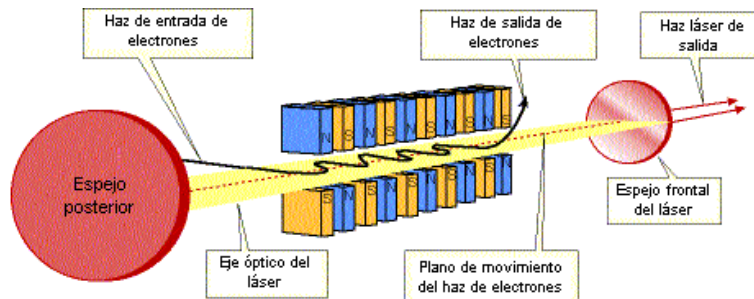 Haz de entrada de
electrones
Haz de salida de
electrones
Haz láser de
salida
N S N S N S N S N S
Espejo
posterior
S N S N S N S N S N
Espejo frontal
del láser
Eje óptico del
láser
Plano de movimiento
del haz de electrones